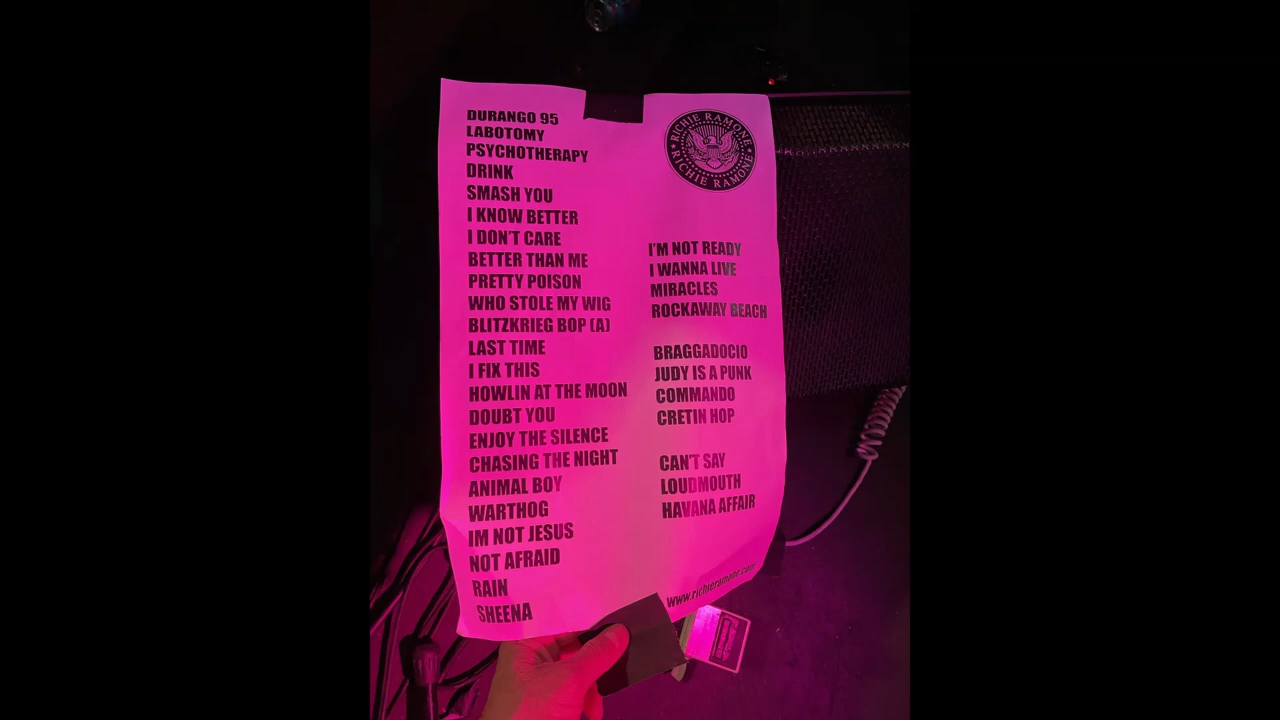 DURANGO 95
LABOTOMY
PSYCHOTHERAPY
DRINK
SMASH YOU
I KNOW BETTER
I DON'T CARE
BETTER THAN ME
PRETTY POISON
WHO STOLE MY WIG
BLITZKRIEG BOP (A)
LAST TIME
I FIX THIS
HOWLIN AT THE MOON
DOUBT YOU
ENJOY THE SILENCE
CHASING THE NIGHT
ANIMAL BOY
WARTHOG
IM NOT JESUS
NOT AFRAID
RAIN
SHEENA
RICHIE RAMONE
RICHIE RAMONE
I'M NOT READY
I WANNA LIVE
MIRACLES
ROCKAWAY BEACH
BRAGGADOCIO
JUDY IS A PUNK
COMMANDO
CRETIN HOP
CAN'T SAY
LOUDMOUTH
HAVANA AFFAIR
www.richieramone.com